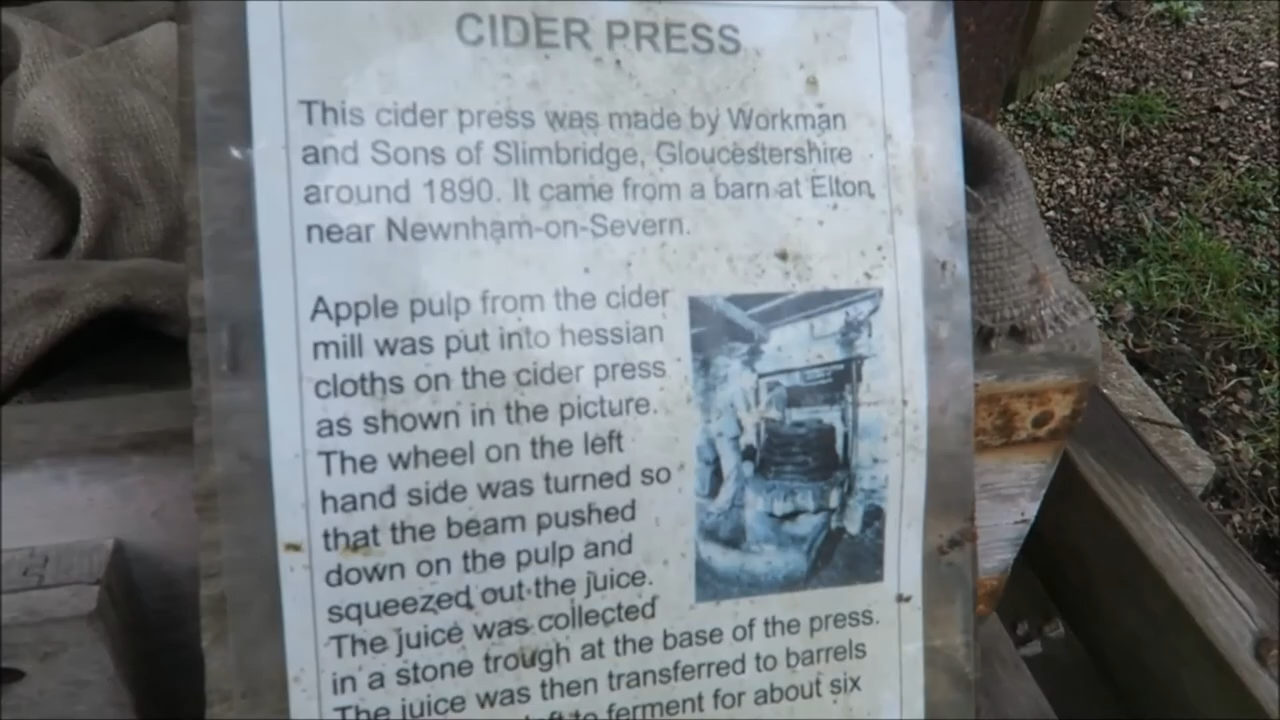 CIDER PRESS
This cider press was made by Workman
and Sons of Slimbridge, Gloucestershire
around 1890. It came from a barn at Elton,
near Newnham-on-Severn.
Apple pulp from the cider
mill was put into hessian
cloths on the cider press
as shown in the picture.
The wheel on the left
hand side was turned so
that the beam pushed
down on the pulp and
squeezed out the juice.
The juice was collected
in a stone trough at the base of the press.
The juice was then transferred to barrels
to ferment for about six